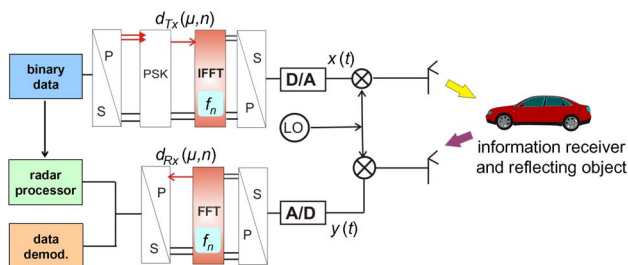 d_Tx(μ,n)
binary
data
P
S
PSK
IFFT
f_n
S
P
D/A
x(t)
LO
information receiver
and reflecting object
d_Rx(μ,n)
radar
processor
data
demod.
P
S
FFT
f_n
S
P
A/D
y(t)